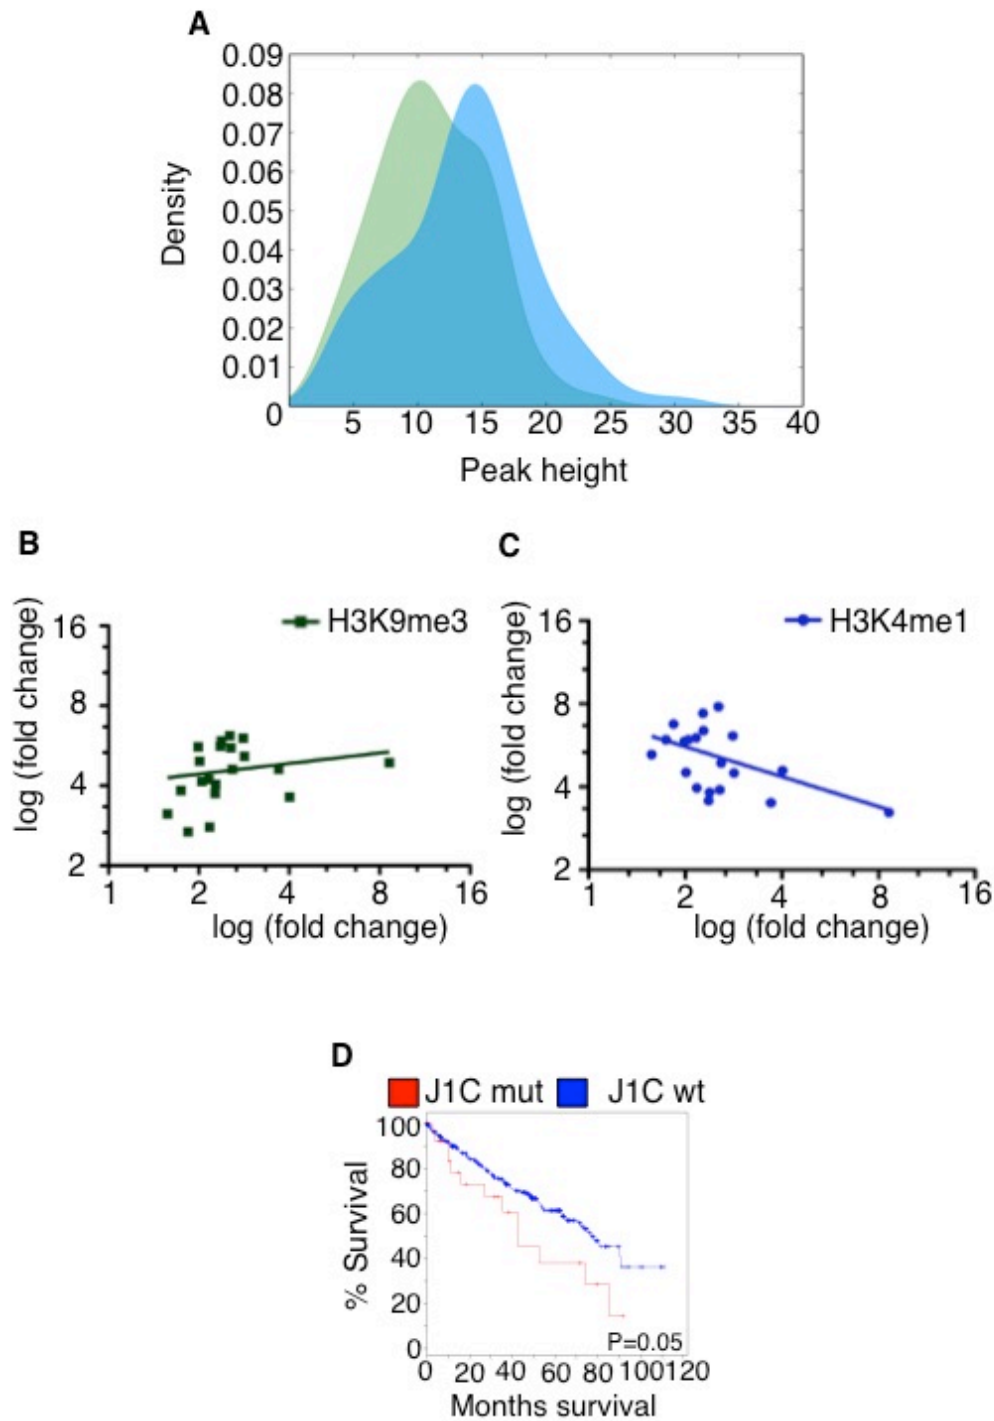 A
0.09
0.08
0.07
0.06
0.05
0.04
0.03
0.02
0.01
0
Density
5 10 15 20 25 30 35 40
Peak height
B
H3K9me3
log (fold change)
16
8
4
2
1 2 4 8 16
log (fold change)
C
H3K4me1
log (fold change)
16
8
4
2
1 2 4 8 16
log (fold change)
D
J1C mut J1C wt
100
80
60
40
20
0
% Survival
P=0.05
0 20 40 60 80 100 120
Months survival